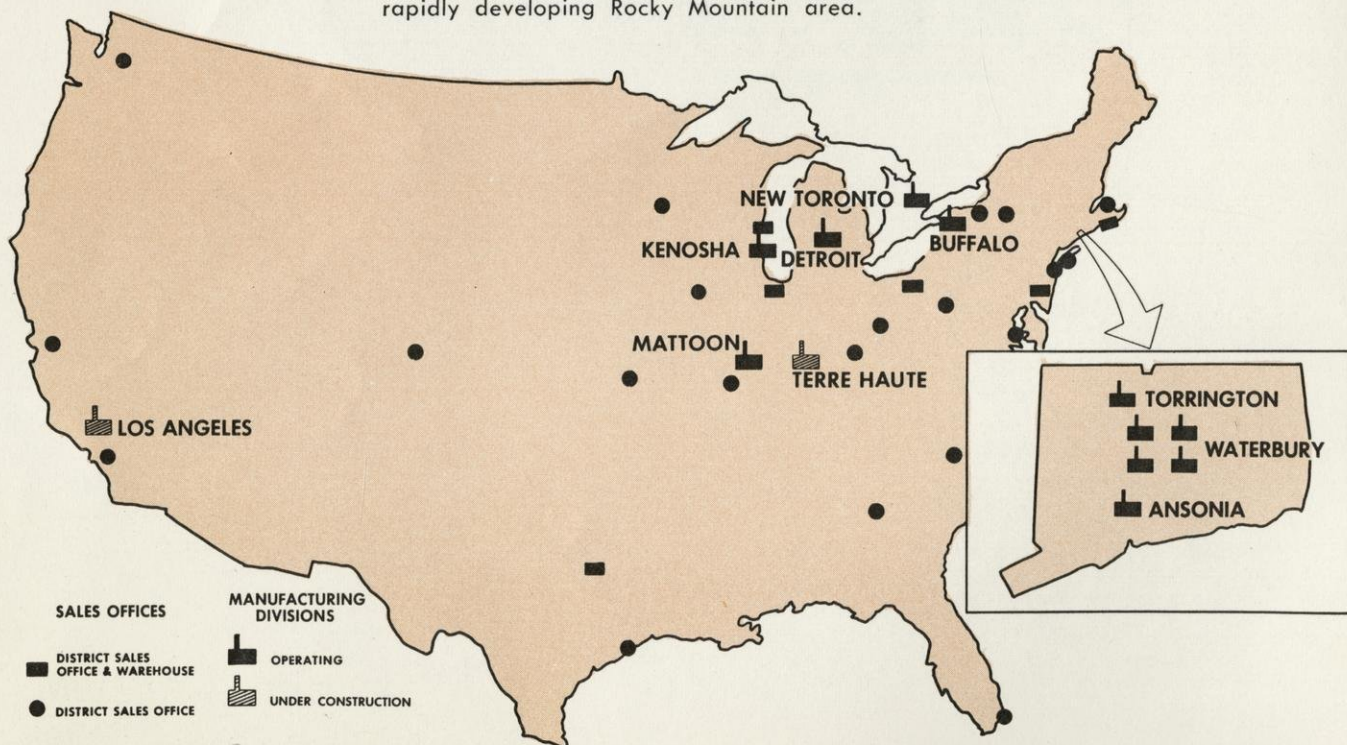 rapidly developing Rocky Mountain area.
NEW TORONTO
KENOSHA
DETROIT
BUFFALO
MATTOON
TERRE HAUTE
LOS ANGELES
TORRINGTON
WATERBURY
ANSONIA
SALES OFFICES
DISTRICT SALES
OFFICE & WAREHOUSE
DISTRICT SALES OFFICE
MANUFACTURING
DIVISIONS
OPERATING
UNDER CONSTRUCTION